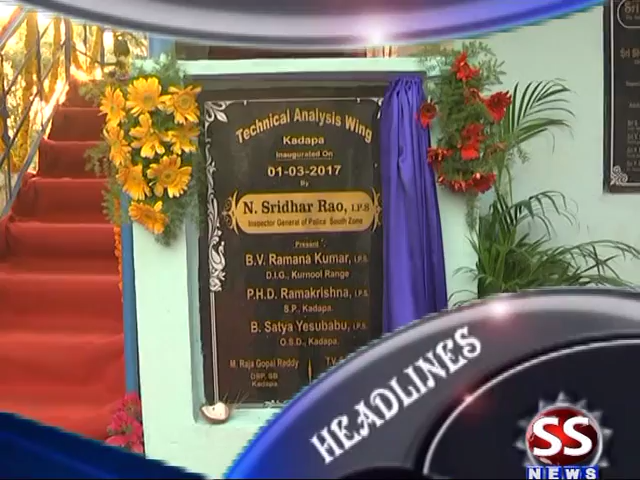 Technical Analysis Wing
Kadapa
Inaugurated On
01-03-2017
By
N. Sridhar Rao, I.P.S
Inspector General of Police South Zone
Present
B.V. Ramana Kumar, I.P.S.
D.I.G., Kurnool Range
P.H.D. Ramakrishna, I.P.S.
S.P., Kadapa.
B. Satya Yesubabu, I.P.S.
O.S.D., Kadapa.
M. Raja Gopal Reddy
DSP, SB
Kadapa
HEADLINES
SS
NEWS